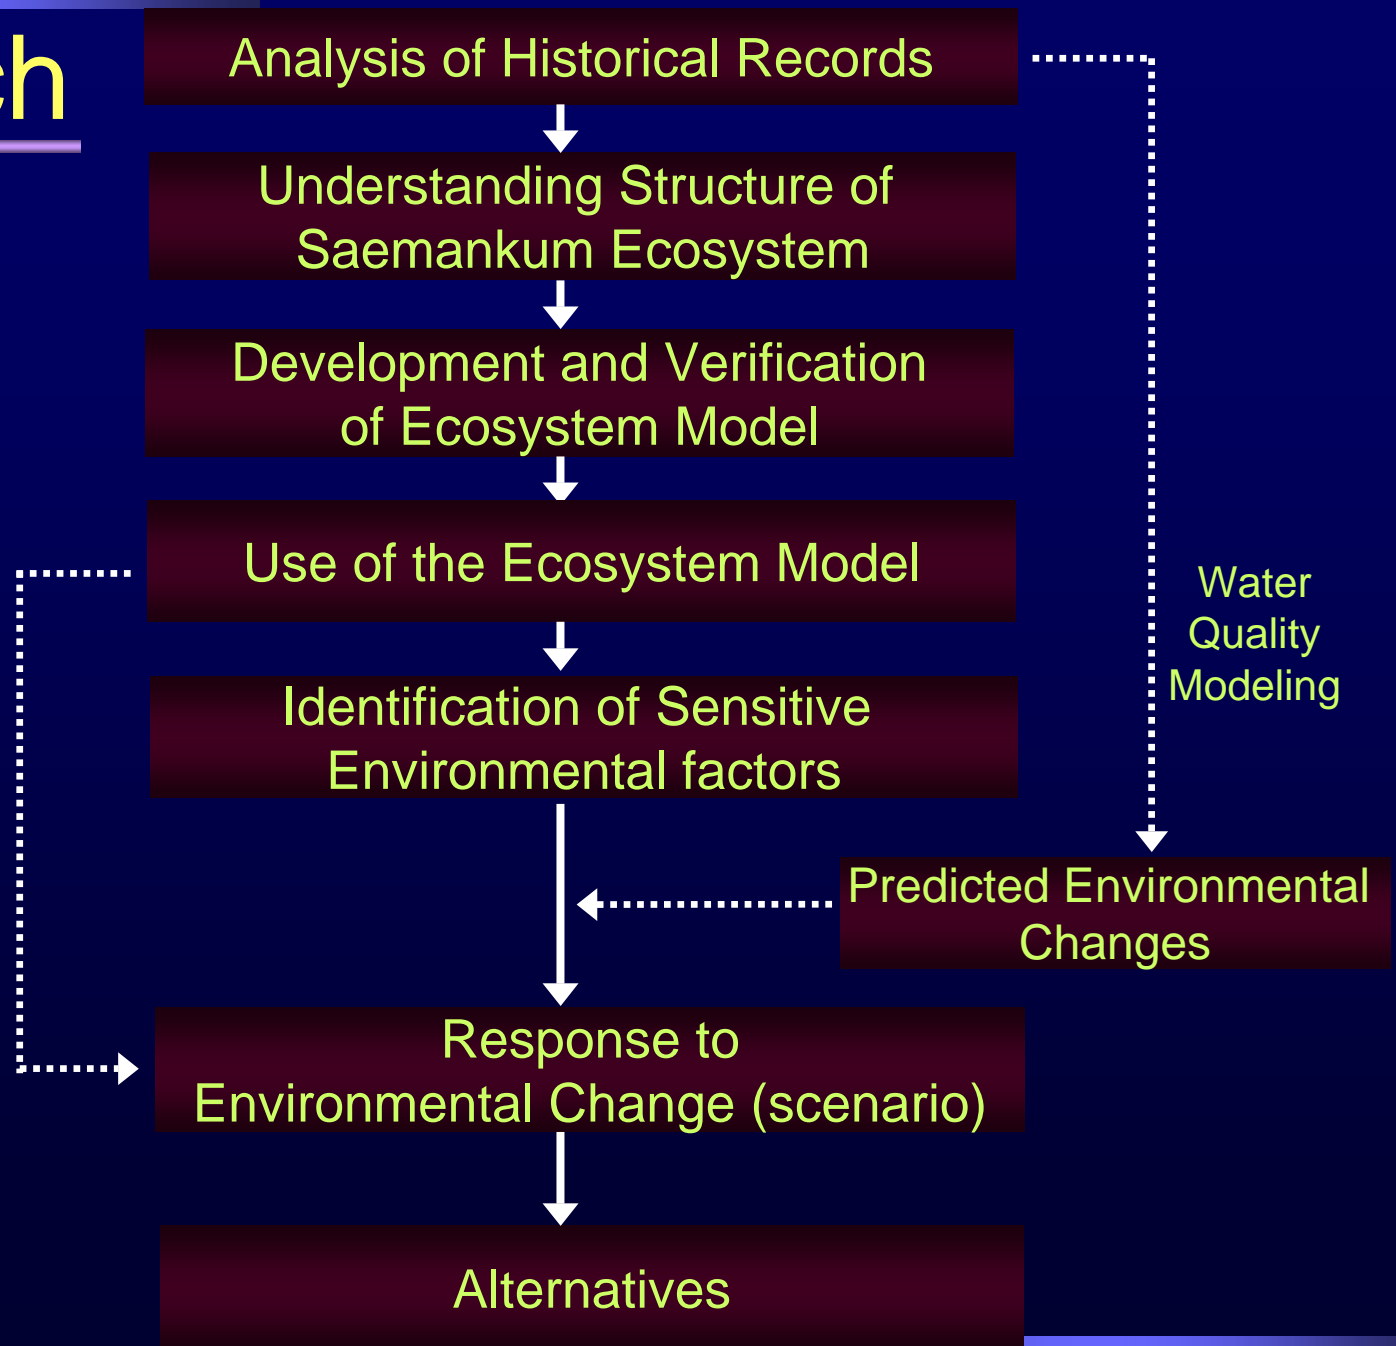 ch
Analysis of Historical Records
Understanding Structure of
Saemankum Ecosystem
Development and Verification
of Ecosystem Model
Use of the Ecosystem Model
Water
Quality
Modeling
Identification of Sensitive
Environmental factors
Predicted Environmental
Changes
Response to
Environmental Change (scenario)
Alternatives